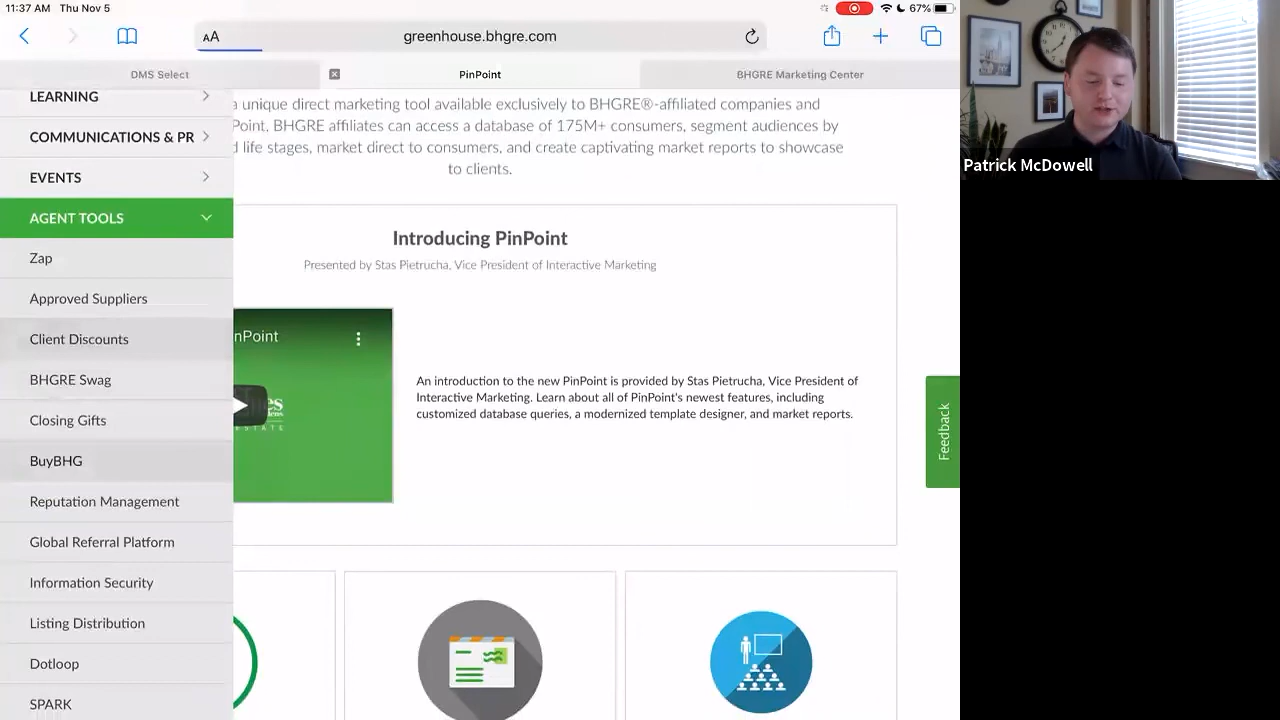 11:37 AM Thu Nov 5
67%
AA
greenhouse.bhgre.com
DMS Select
PinPoint
BHGRE Marketing Center
LEARNING
COMMUNICATIONS & PR
EVENTS
AGENT TOOLS
Zap
Approved Suppliers
Client Discounts
BHGRE Swag
Closing Gifts
BuyBHG
Reputation Management
Global Referral Platform
Information Security
Listing Distribution
Dotloop
SPARK
a unique direct marketing tool available exclusively to BHGRE®-affiliated companies and
Point, BHGRE affiliates can access a database of 175M+ consumers, segment audiences by
d life stages, market direct to consumers, and create captivating market reports to showcase
to clients.
Introducing PinPoint
Presented by Stas Pietrucha, Vice President of Interactive Marketing
nPoint
An introduction to the new PinPoint is provided by Stas Pietrucha, Vice President of
Interactive Marketing. Learn about all of PinPoint's newest features, including
customized database queries, a modernized template designer, and market reports.
Feedback
Patrick McDowell